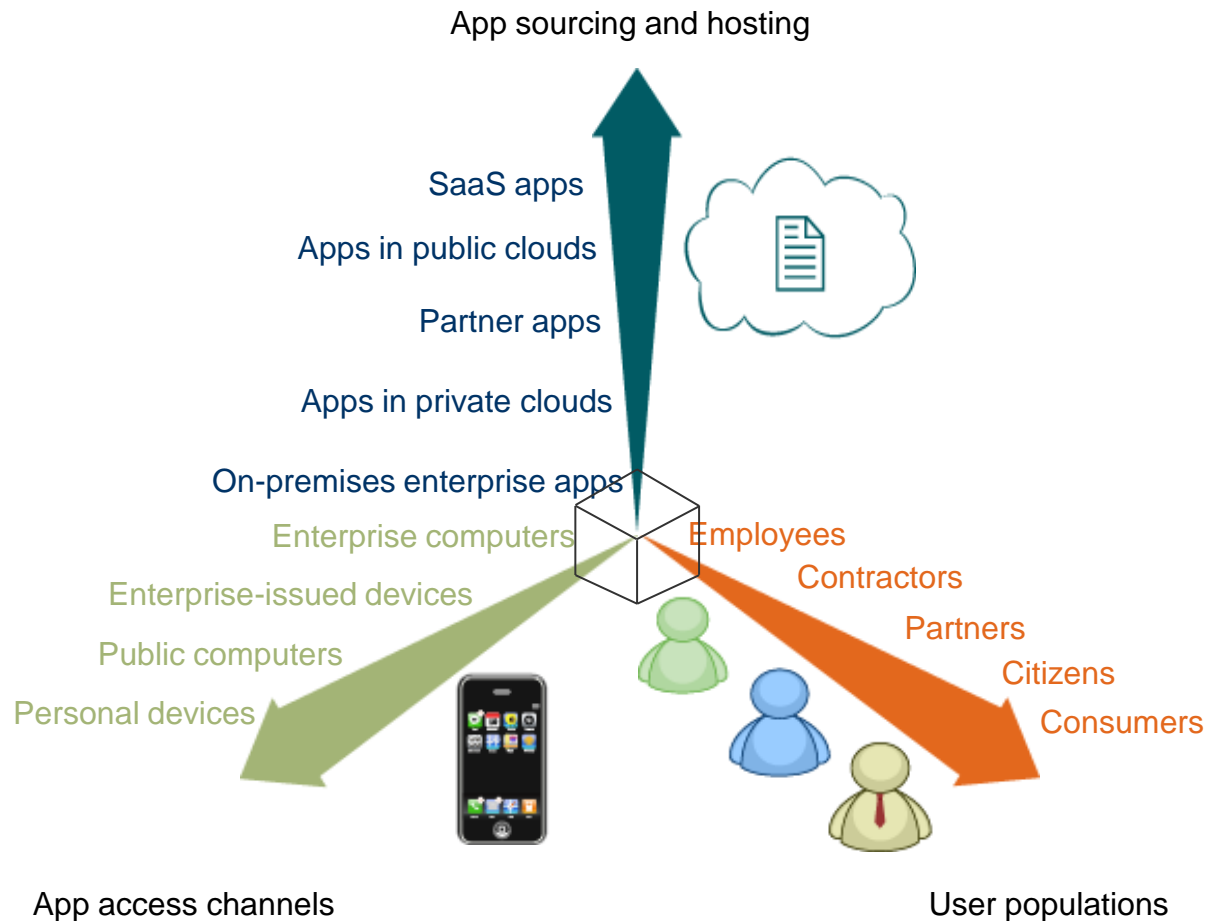 App sourcing and hosting
SaaS apps
Apps in public clouds
Partner apps
Apps in private clouds
On-premises enterprise apps
Enterprise computers
Enterprise-issued devices
Public computers
Personal devices
Employees
Contractors
Partners
Citizens
Consumers
App access channels
User populations